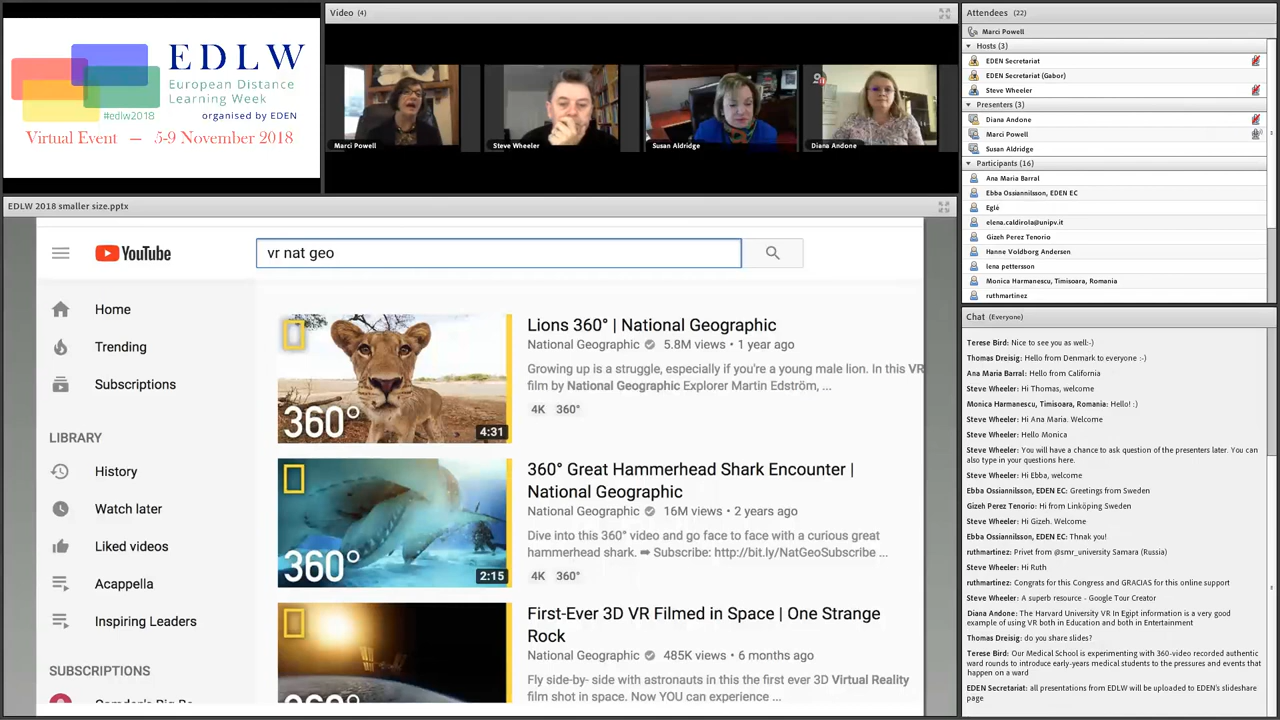 EDLW
European Distance
Learning Week
#edlw2018
organised by EDEN
Virtual Event — 5-9 November 2018
Video (4)
Marci Powell
Steve Wheeler
Susan Aldridge
Diana Andone
EDLW 2018 smaller size.pptx
YouTube
vr nat geo
Home
Trending
Subscriptions
LIBRARY
History
Watch later
Liked videos
Acappella
Inspiring Leaders
SUBSCRIPTIONS
360°
4:31
Lions 360° | National Geographic
National Geographic 5.8M views • 1 year ago
Growing up is a struggle, especially if you're a young male lion. In this VR
film by National Geographic Explorer Martin Edström, ...
4K 360°
360°
2:15
360° Great Hammerhead Shark Encounter |
National Geographic
National Geographic 16M views • 2 years ago
Dive into this 360° video and go face to face with a curious great
hammerhead shark. ➡ Subscribe: http://bit.ly/NatGeoSubscribe ...
4K 360°
360°
First-Ever 3D VR Filmed in Space | One Strange
Rock
National Geographic 485K views • 6 months ago
Fly side-by- side with astronauts in this the first ever 3D Virtual Reality
film shot in space. Now YOU can experience ...
Attendees (22)
Marci Powell
Hosts (3)
EDEN Secretariat
EDEN Secretariat (Gabor)
Steve Wheeler
Presenters (3)
Diana Andone
Marci Powell
Susan Aldridge
Participants (16)
Ana Maria Barral
Ebba Ossiannilsson, EDEN EC
Eglė
elena.caldirola@unipv.it
Gizeh Perez Tenorio
Hanne Voldborg Andersen
lena pettersson
Monica Harmanescu, Timisoara, Romania
ruthmartinez
Chat (Everyone)
Terese Bird: Nice to see you as well:-)
Thomas Dreisig: Hello from Denmark to everyone :-)
Ana Maria Barral: Hello from California
Steve Wheeler: Hi Thomas, welcome
Monica Harmanescu, Timisoara, Romania: Hello! :)
Steve Wheeler: Hi Ana Maria. Welcome
Steve Wheeler: Hello Monica
Steve Wheeler: You will have a chance to ask question of the presenters later. You can
also type in your questions here.
Steve Wheeler: Hi Ebba, welcome
Ebba Ossiannilsson, EDEN EC: Greetings from Sweden
Gizeh Perez Tenorio: Hi from Linköping Sweden
Steve Wheeler: Hi Gizeh. Welcome
Ebba Ossiannilsson, EDEN EC: Thnak you!
ruthmartinez: Privet from @smr_university Samara (Russia)
Steve Wheeler: Hi Ruth
ruthmartinez: Congrats for this Congress and GRACIAS for this online support
Steve Wheeler: A superb resource - Google Tour Creator
Diana Andone: The Harvard University VR In Egipt information is a very good
example of using VR both in Education and both in Entertainment
Thomas Dreisig: do you share slides?
Terese Bird: Our Medical School is experimenting with 360-video recorded authentic
ward rounds to introduce early-years medical students to the pressures and events that
happen on a ward
EDEN Secretariat: all presentations from EDLW will be uploaded to EDEN's slideshare
page